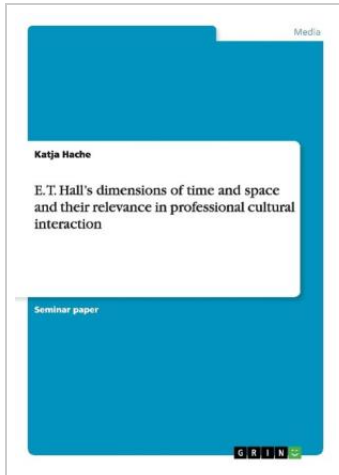 Media
Katja Hache
E.T. Hall's dimensions of time and space
and their relevance in professional cultural
interaction
Seminar paper
GRIN